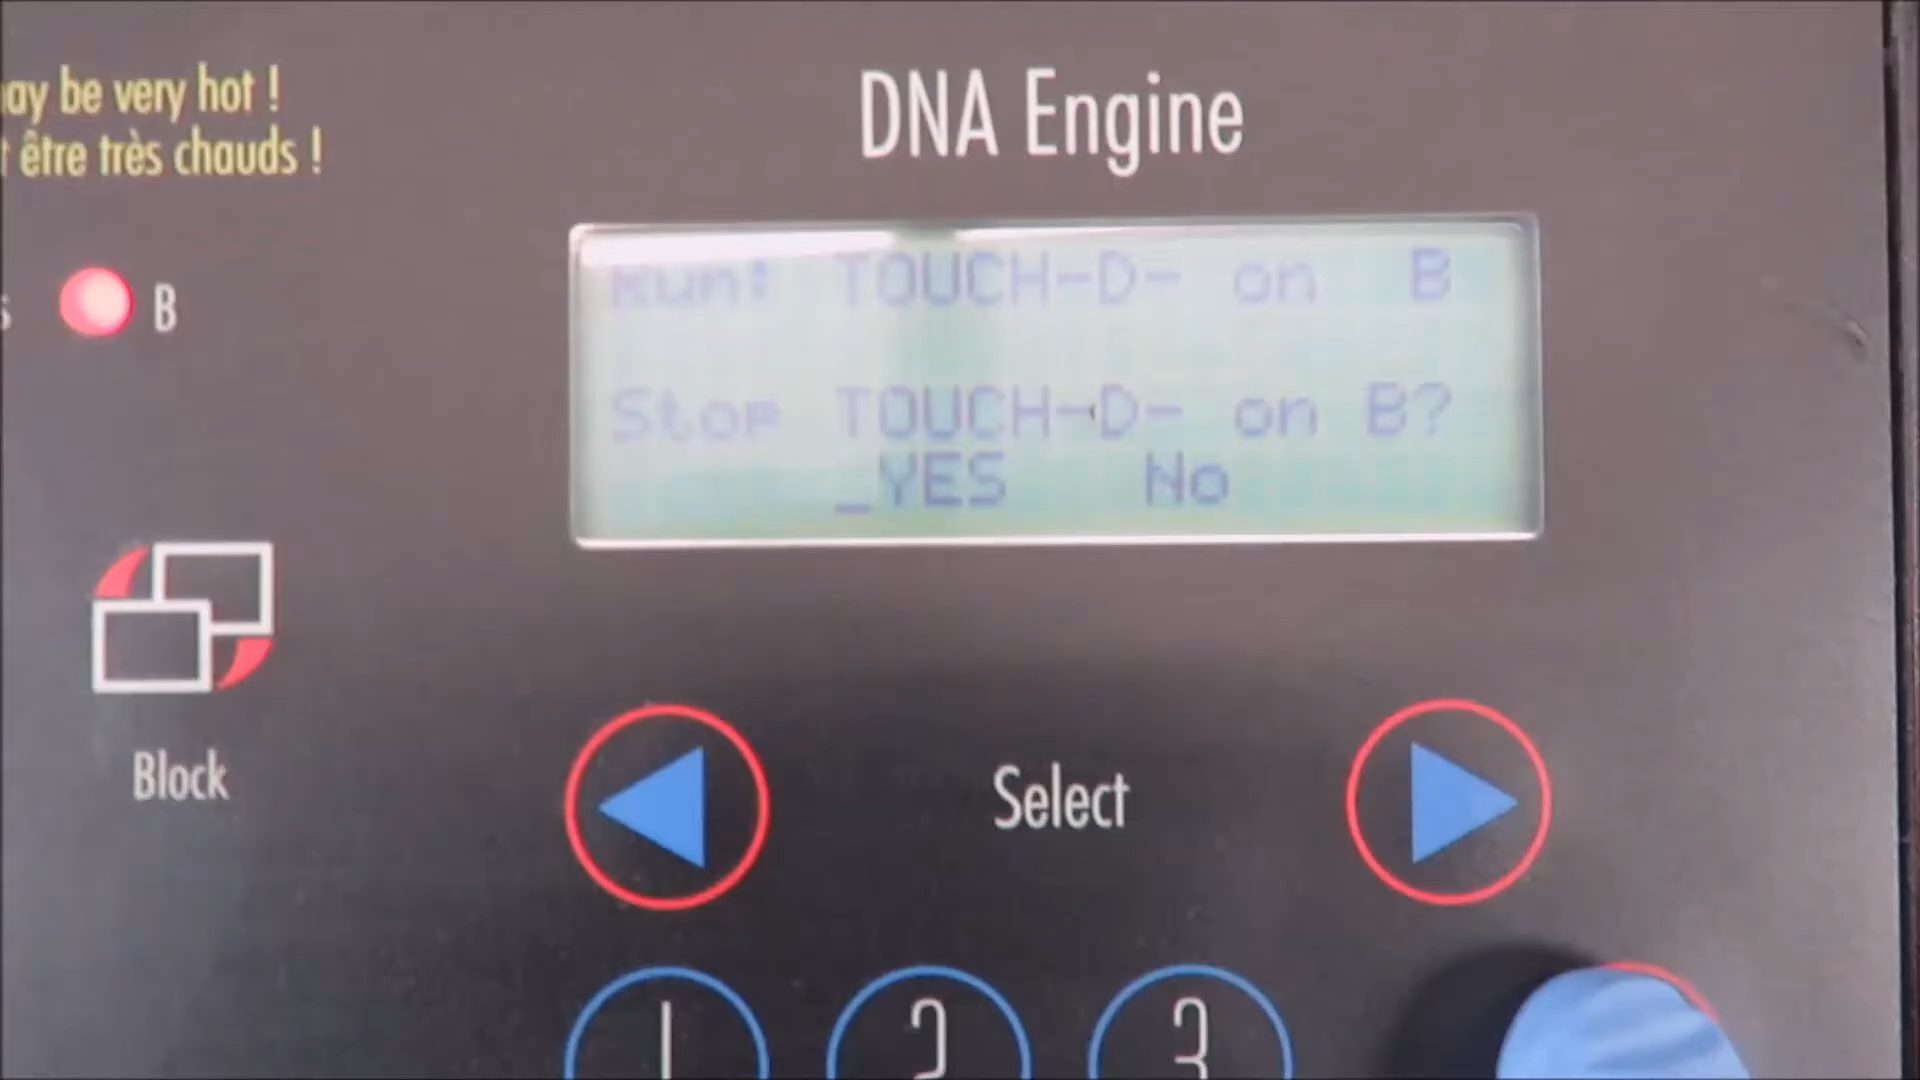 ay be very hot !
être très chauds !
DNA Engine
B
Run: TOUCH-D- on B
Stop TOUCH-D- on B?
_YES No
Block
Select
1 2 3